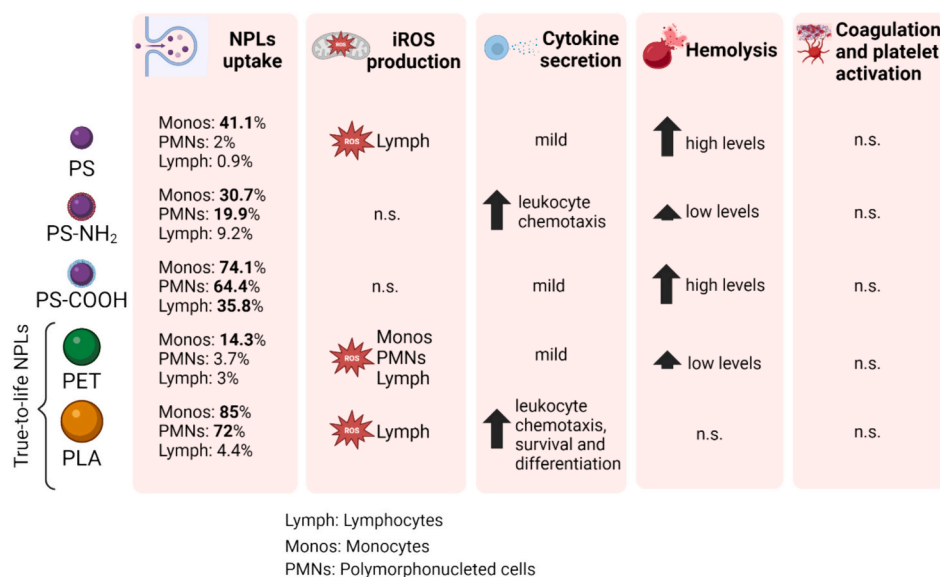 NPLs
uptake
iROS
production
Cytokine
secretion
Hemolysis
Coagulation
and platelet
activation
PS
Monos: 41.1%
PMNs: 2%
Lymph: 0.9%
ROS
Lymph
mild
high levels
n.s.
PS-NH₂
Monos: 30.7%
PMNs: 19.9%
Lymph: 9.2%
n.s.
leukocyte
chemotaxis
low levels
n.s.
PS-COOH
Monos: 74.1%
PMNs: 64.4%
Lymph: 35.8%
n.s.
mild
high levels
n.s.
True-to-life NPLs
PET
Monos: 14.3%
PMNs: 3.7%
Lymph: 3%
ROS
Monos
PMNs
Lymph
mild
low levels
n.s.
PLA
Monos: 85%
PMNs: 72%
Lymph: 4.4%
ROS
Lymph
leukocyte
chemotaxis,
survival and
differentiation
n.s.
n.s.
Lymph: Lymphocytes
Monos: Monocytes
PMNs: Polymorphonucleted cells